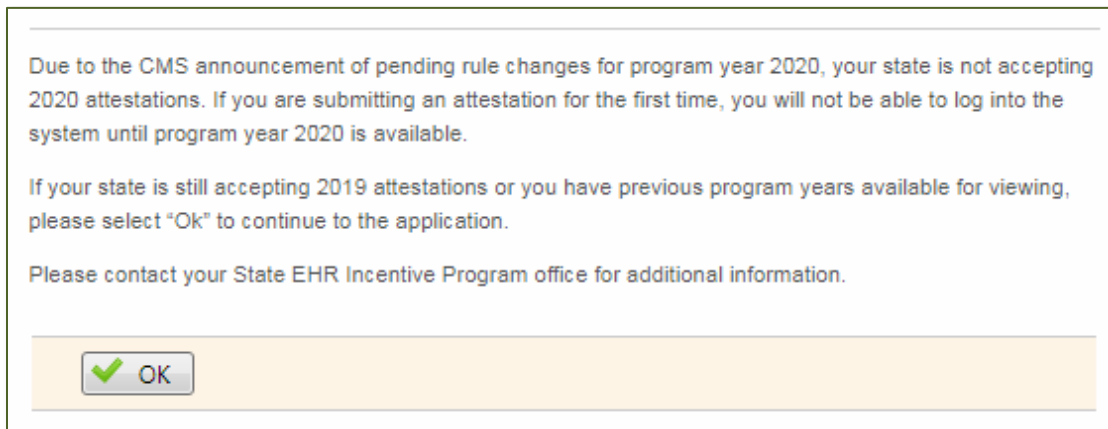 Due to the CMS announcement of pending rule changes for program year 2020, your state is not accepting
2020 attestations. If you are submitting an attestation for the first time, you will not be able to log into the
system until program year 2020 is available.
If your state is still accepting 2019 attestations or you have previous program years available for viewing,
please select “Ok” to continue to the application.
Please contact your State EHR Incentive Program office for additional information.
OK